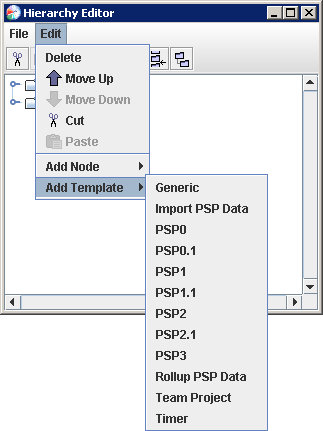 Hierarchy Editor
File Edit
Delete
Move Up
Move Down
Cut
Paste
Add Node
Add Template
Generic
Import PSP Data
PSP0
PSP0.1
PSP1
PSP1.1
PSP2
PSP2.1
PSP3
Rollup PSP Data
Team Project
Timer